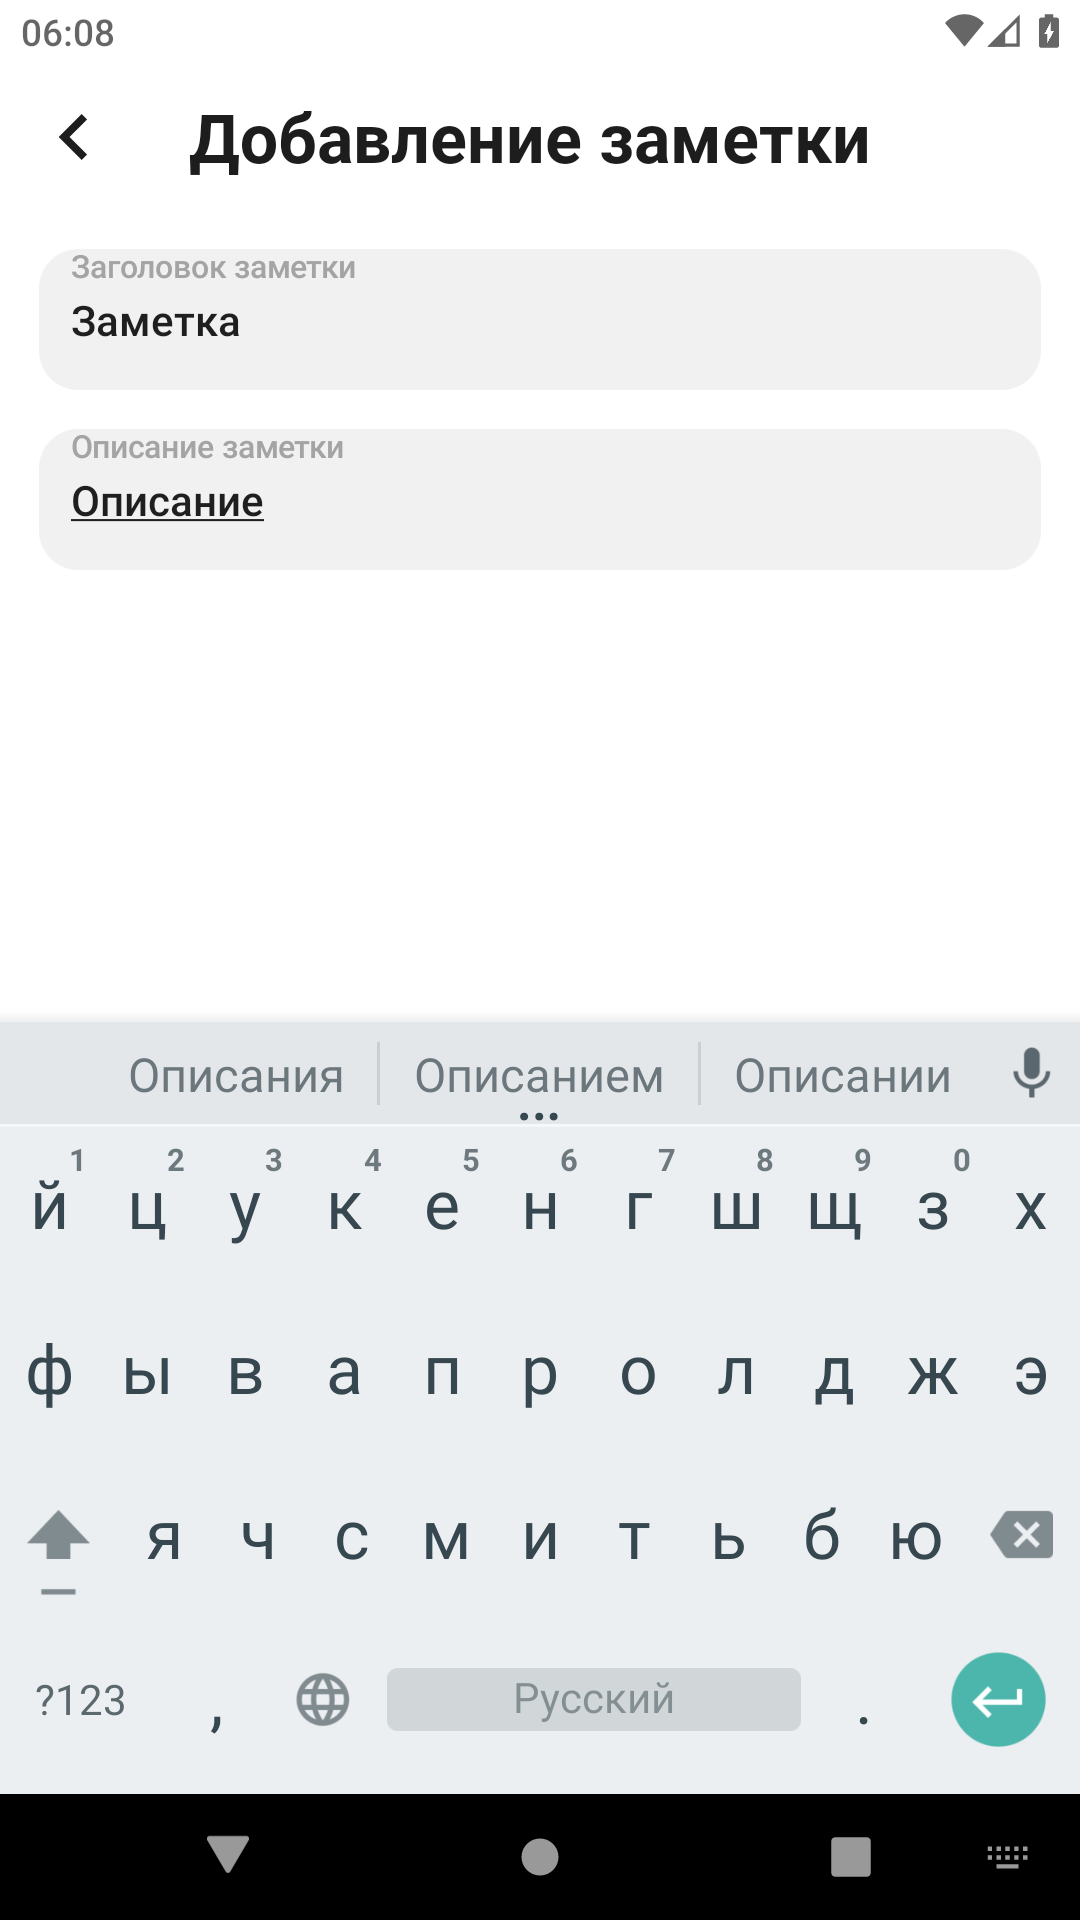 06:08
Добавление заметки
Заголовок заметки
Заметка
Описание заметки
Описание
Описания Описанием Описании
1 2 3 4 5 6 7 8 9 0
й ц у к е н г ш щ з х
ф ы в а п р о л д ж э
я ч с м и т ь б ю
?123 , Русский .